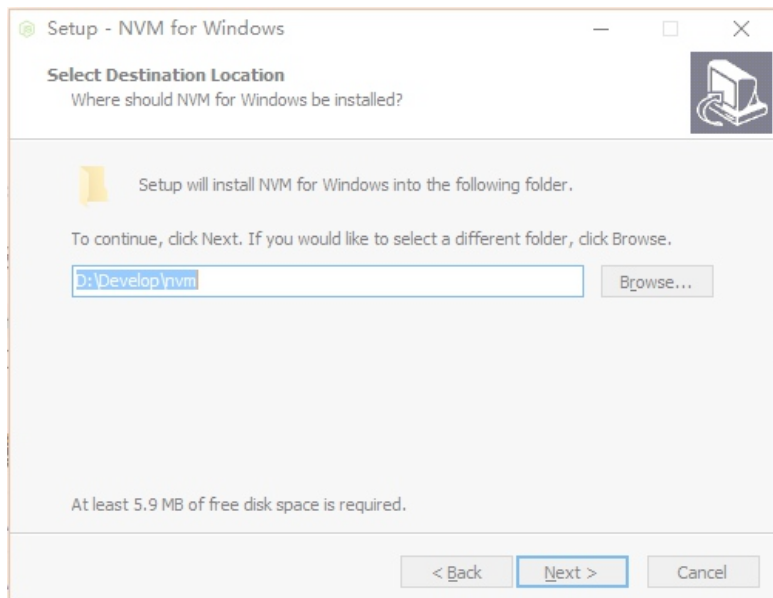 Setup - NVM for Windows
Select Destination Location
Where should NVM for Windows be installed?
Setup will install NVM for Windows into the following folder.
To continue, click Next. If you would like to select a different folder, click Browse.
D:\Develop\nvm
Browse...
At least 5.9 MB of free disk space is required.
< Back
Next >
Cancel